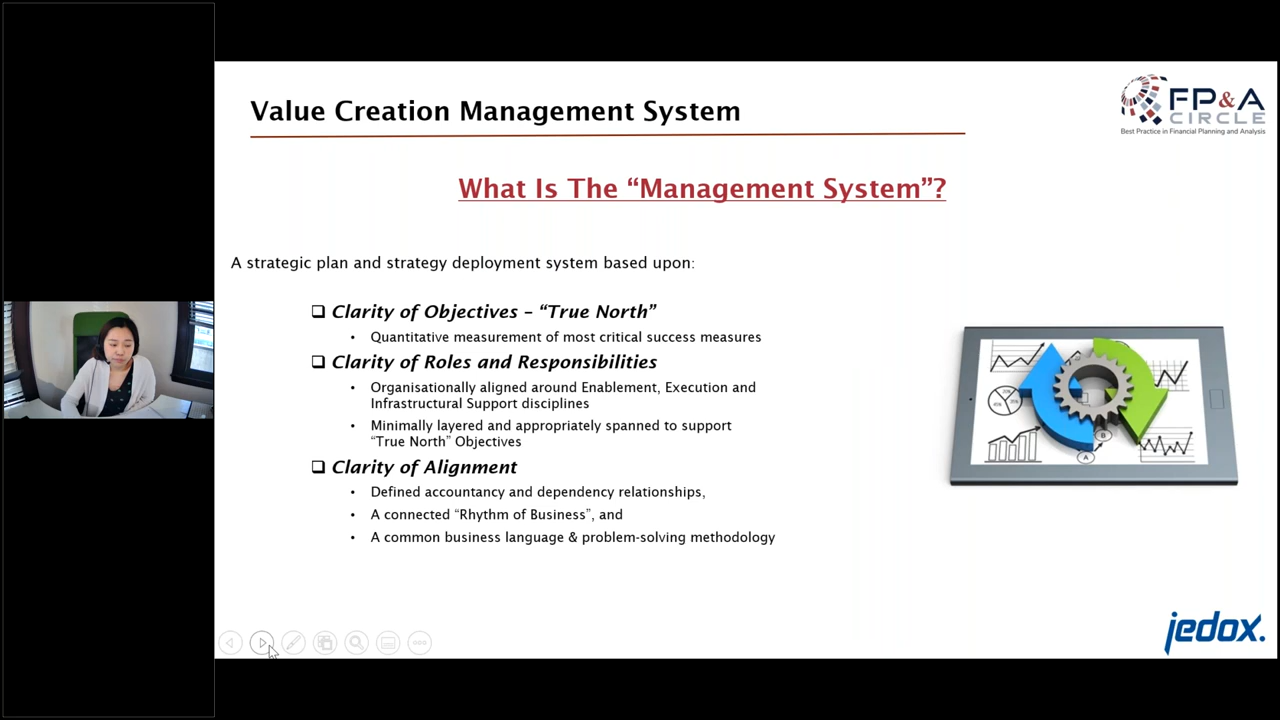 Value Creation Management System
FP&A
CIRCLE
Best Practice in Financial Planning and Analysis
What Is The “Management System”?
A strategic plan and strategy deployment system based upon:
❑ Clarity of Objectives – “True North”
• Quantitative measurement of most critical success measures
❑ Clarity of Roles and Responsibilities
• Organisationally aligned around Enablement, Execution and
Infrastructural Support disciplines
• Minimally layered and appropriately spanned to support
“True North” Objectives
❑ Clarity of Alignment
• Defined accountancy and dependency relationships,
• A connected “Rhythm of Business”, and
• A common business language & problem-solving methodology
B
A
jedox.